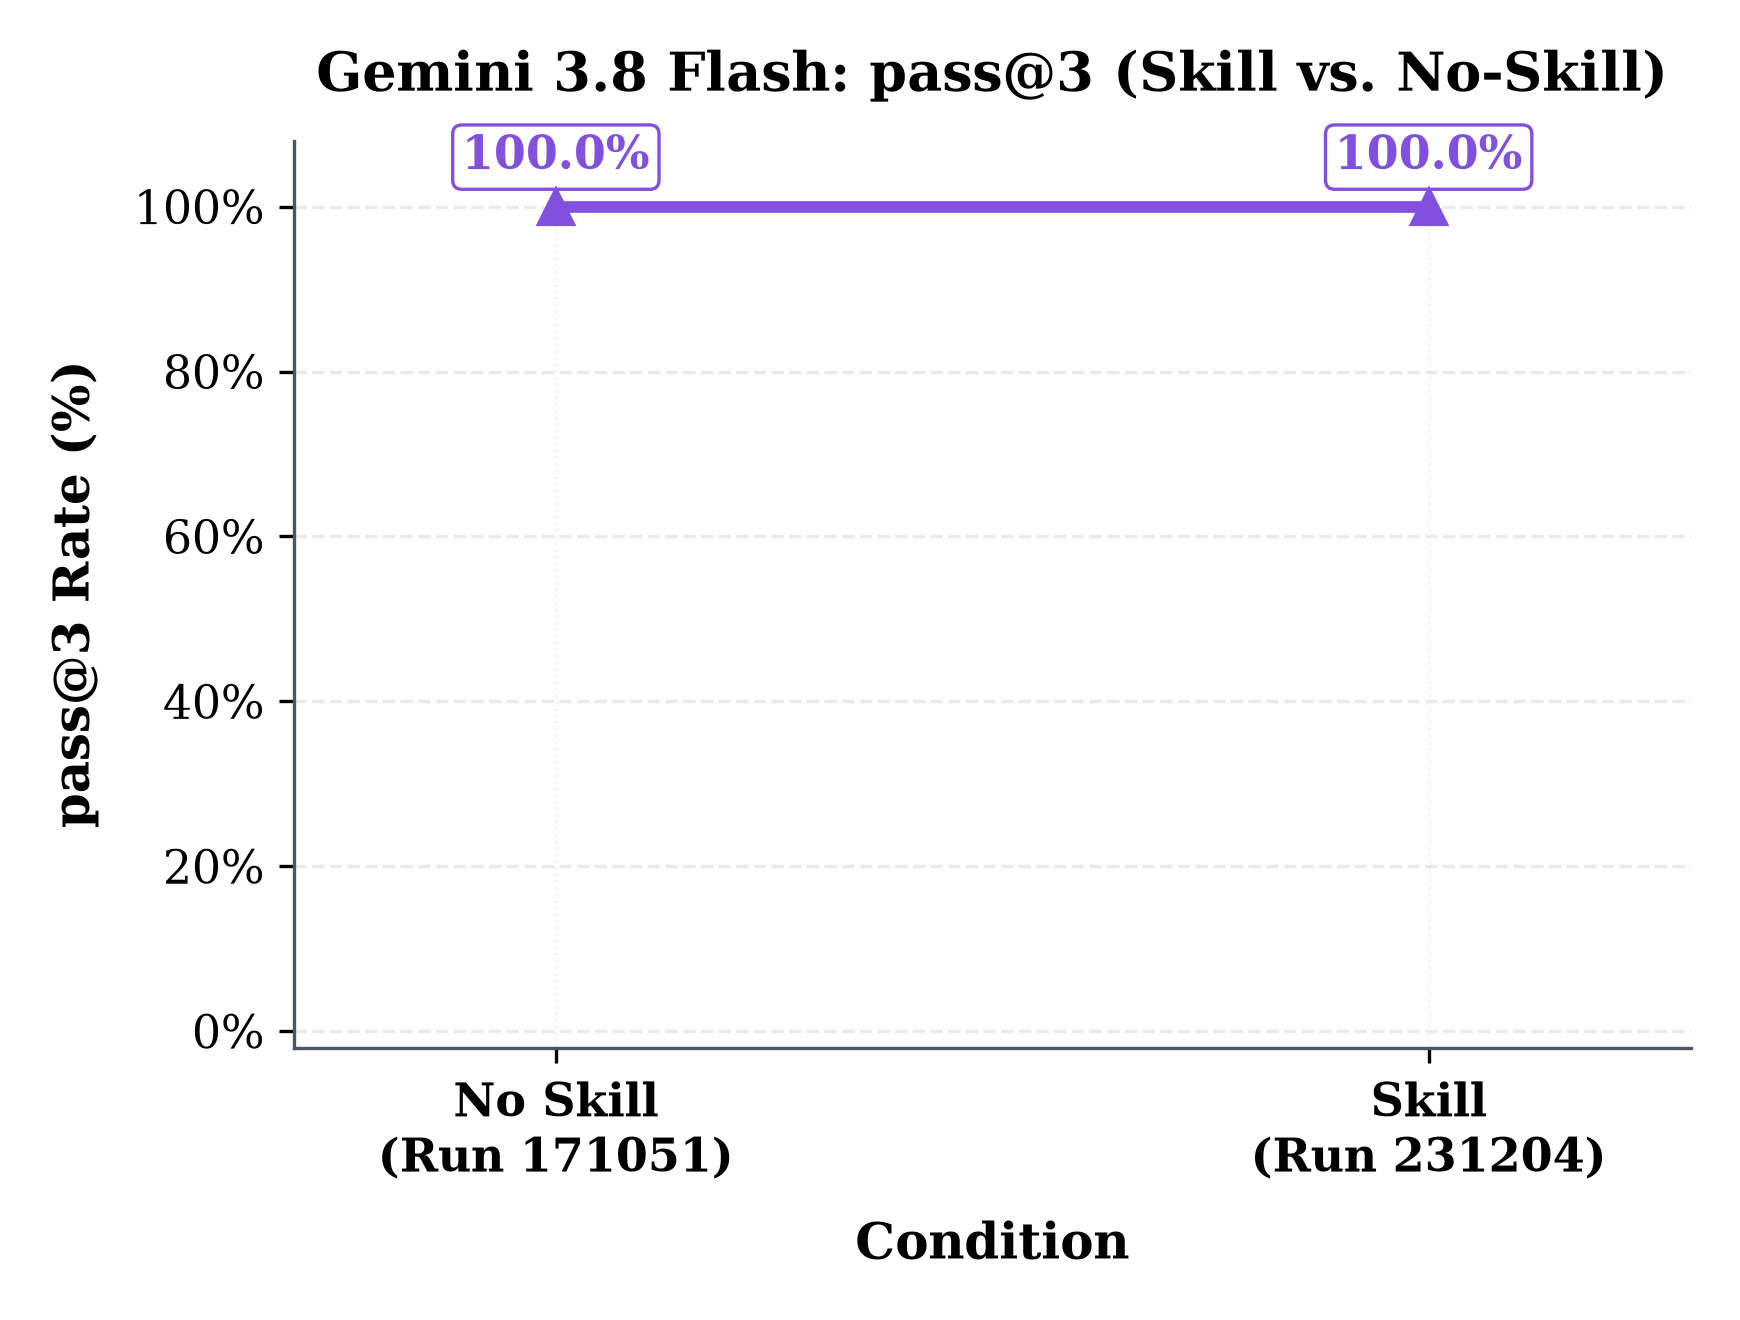 Gemini 3.8 Flash: pass@3 (Skill vs. No-Skill)
100.0%
100.0%
100%
80%
60%
40%
20%
0%
pass@3 Rate (%)
No Skill
(Run 171051)
Skill
(Run 231204)
Condition